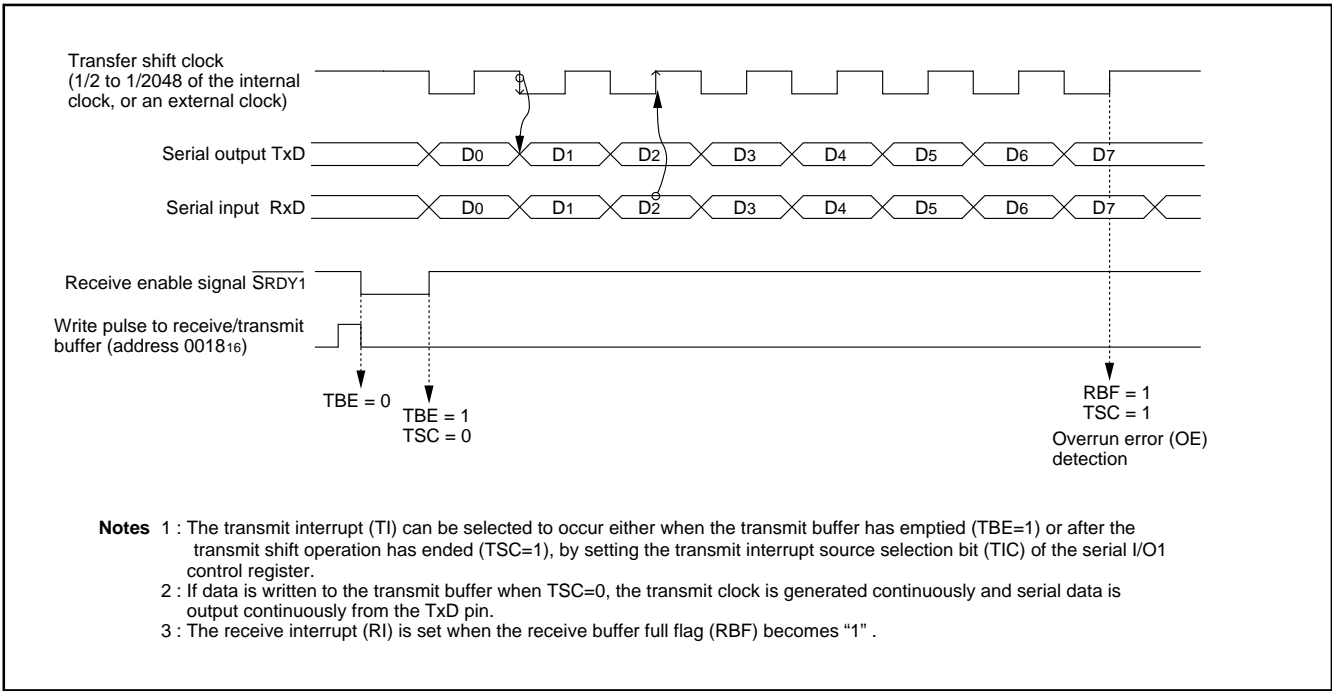 Transfer shift clock
(1/2 to 1/2048 of the internal
clock, or an external clock)
Serial output TxD
D0 D1 D2 D3 D4 D5 D6 D7
Serial input RxD
D0 D1 D2 D3 D4 D5 D6 D7
Receive enable signal SRDY1
Write pulse to receive/transmit
buffer (address 001816)
TBE = 0
TBE = 1
TSC = 0
RBF = 1
TSC = 1
Overrun error (OE)
detection
Notes 1 : The transmit interrupt (TI) can be selected to occur either when the transmit buffer has emptied (TBE=1) or after the
transmit shift operation has ended (TSC=1), by setting the transmit interrupt source selection bit (TIC) of the serial I/O1
control register.
2 : If data is written to the transmit buffer when TSC=0, the transmit clock is generated continuously and serial data is
output continuously from the TxD pin.
3 : The receive interrupt (RI) is set when the receive buffer full flag (RBF) becomes “1” .